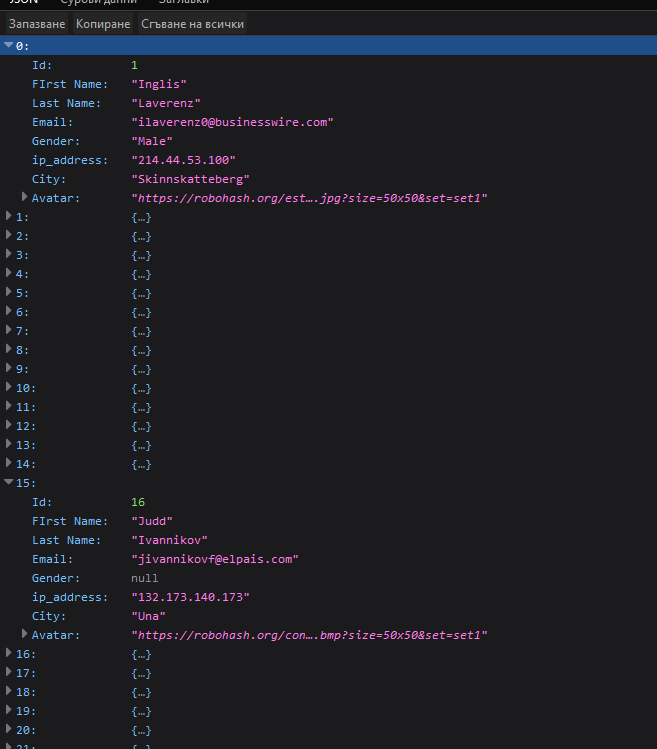 JSON Сурови данни Заглавки
Запазване Копиране Сгъване на всички
0:
Id: 1
FIrst Name: "Inglis"
Last Name: "Laverenz"
Email: "ilaverenz0@businesswire.com"
Gender: "Male"
ip_address: "214.44.53.100"
City: "Skinnskatteberg"
Avatar: "https://robohash.org/est….jpg?size=50x50&set=set1"
1: {…}
2: {…}
3: {…}
4: {…}
5: {…}
6: {…}
7: {…}
8: {…}
9: {…}
10: {…}
11: {…}
12: {…}
13: {…}
14: {…}
15:
Id: 16
FIrst Name: "Judd"
Last Name: "Ivannikov"
Email: "jivannikovf@elpais.com"
Gender: null
ip_address: "132.173.140.173"
City: "Una"
Avatar: "https://robohash.org/con….bmp?size=50x50&set=set1"
16: {…}
17: {…}
18: {…}
19: {…}
20: {…}
21: {…}